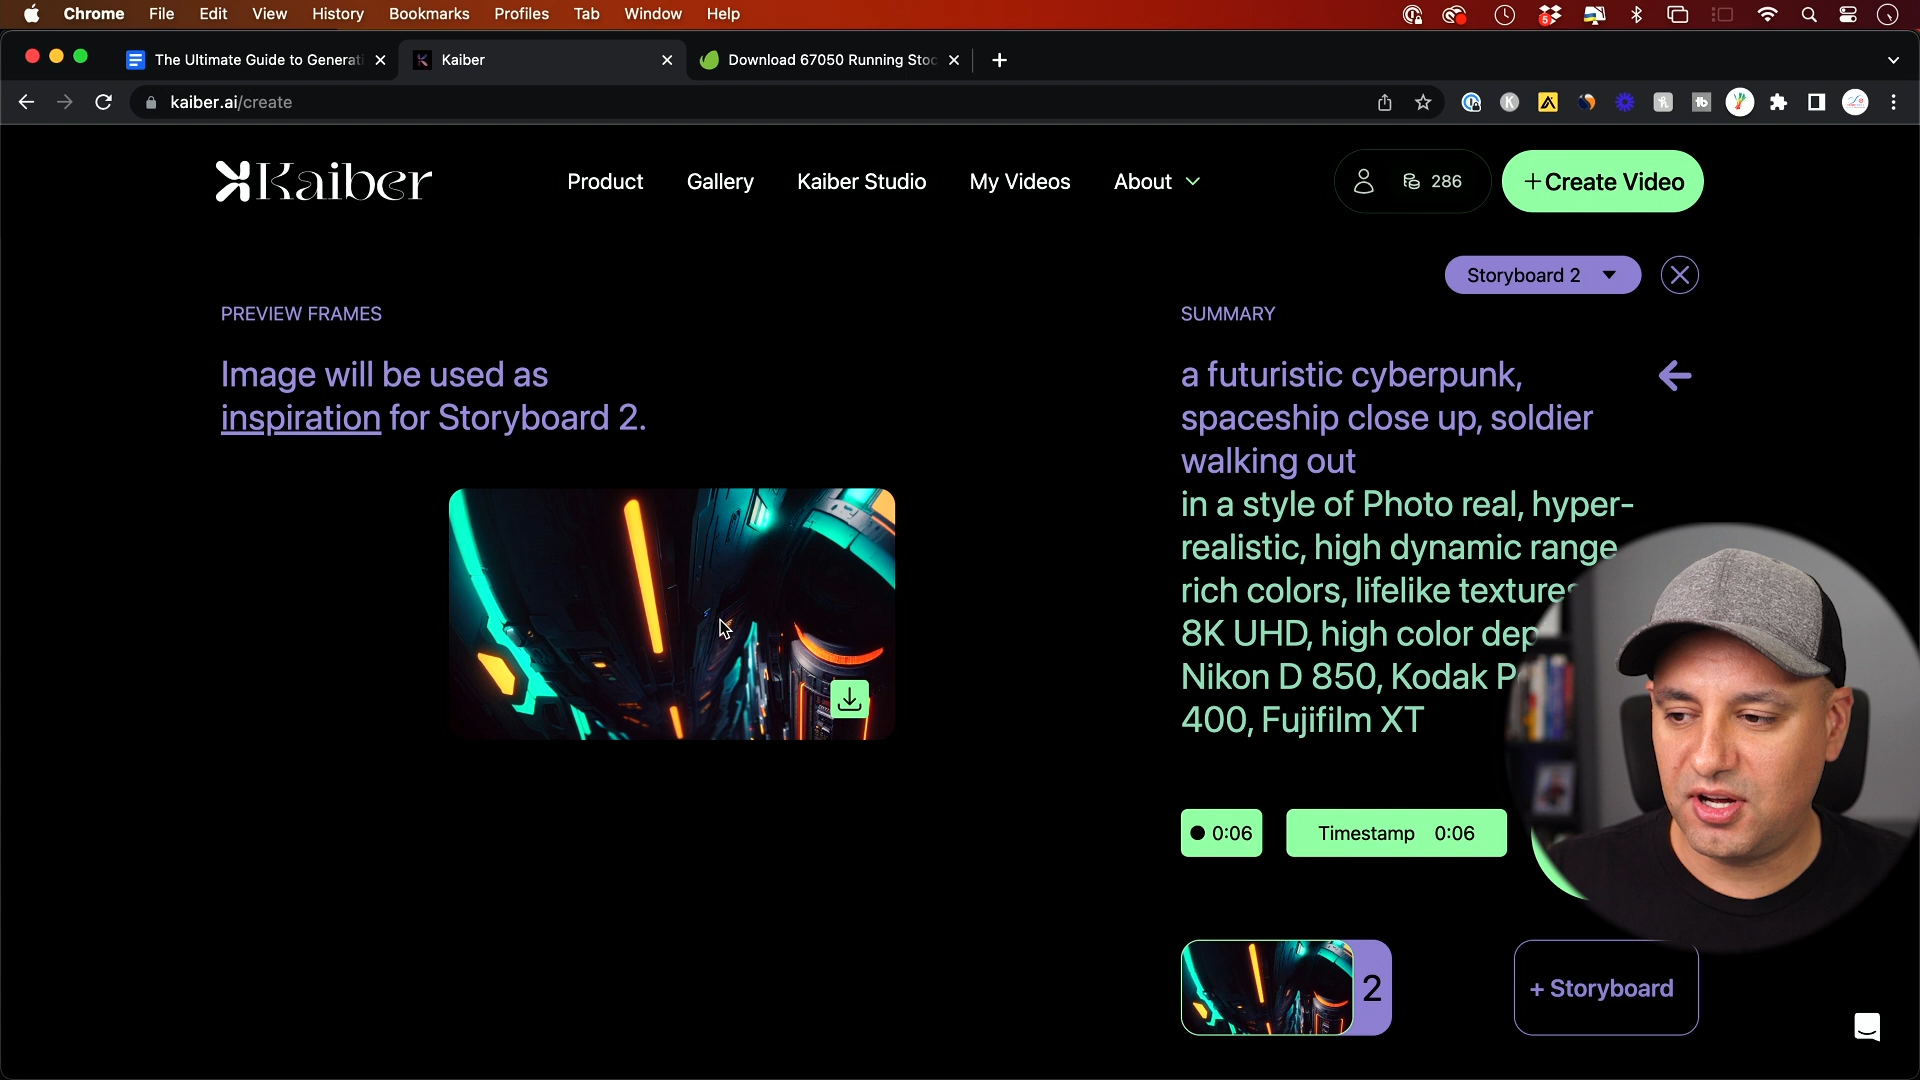 Chrome File Edit View History Bookmarks Profiles Tab Window Help
5
The Ultimate Guide to Generati
Kaiber
Download 67050 Running Stoc
kaiber.ai/create
Kaiber
Product
Gallery
Kaiber Studio
My Videos
About
286
+Create Video
Storyboard 2
PREVIEW FRAMES
Image will be used as
inspiration for Storyboard 2.
SUMMARY
a futuristic cyberpunk,
spaceship close up, soldier
walking out
in a style of Photo real, hyper-
realistic, high dynamic range
rich colors, lifelike textures
8K UHD, high color dep
Nikon D 850, Kodak P
400, Fujifilm XT
0:06
Timestamp 0:06
2
+ Storyboard